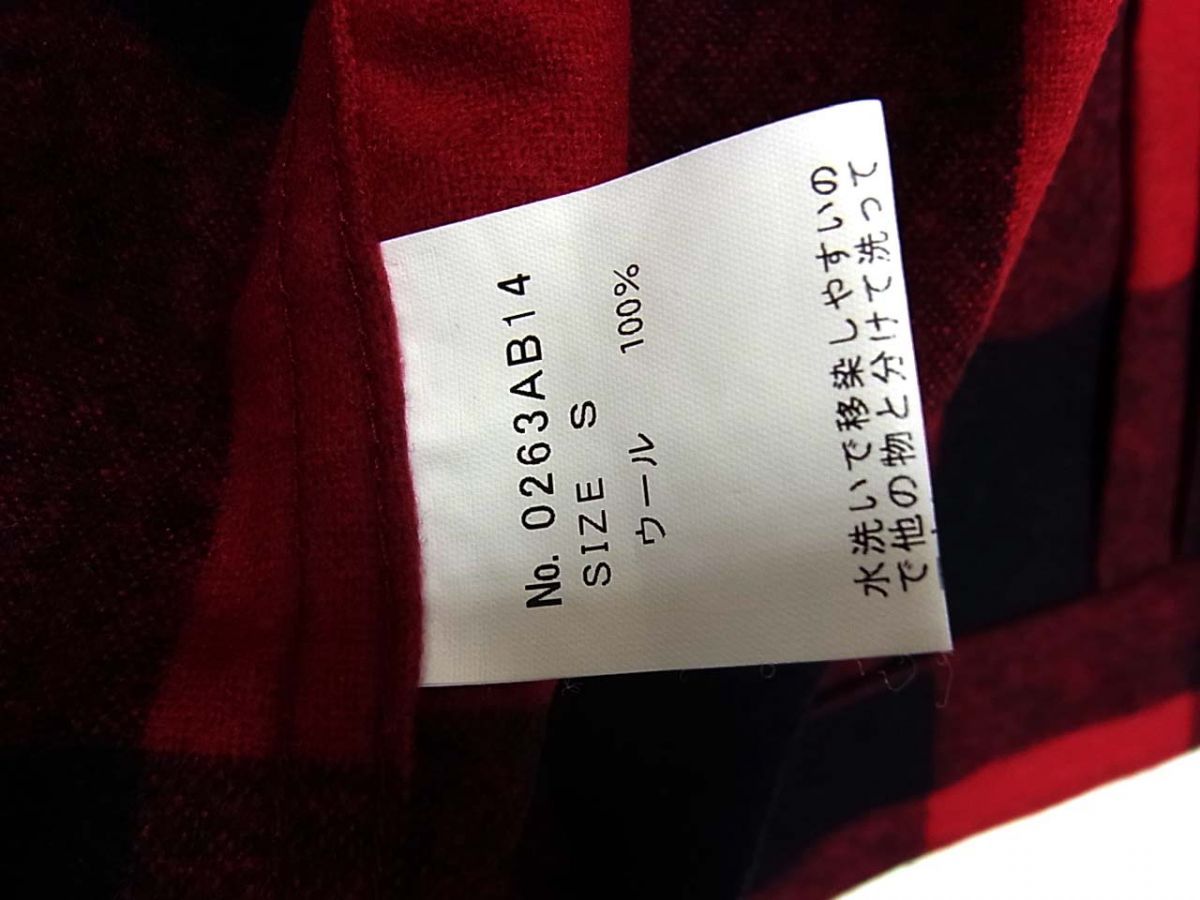 No. 0263AB14
SIZE S
ウール 100%
水洗いで移染しやすいの
で他の物と分けて洗って